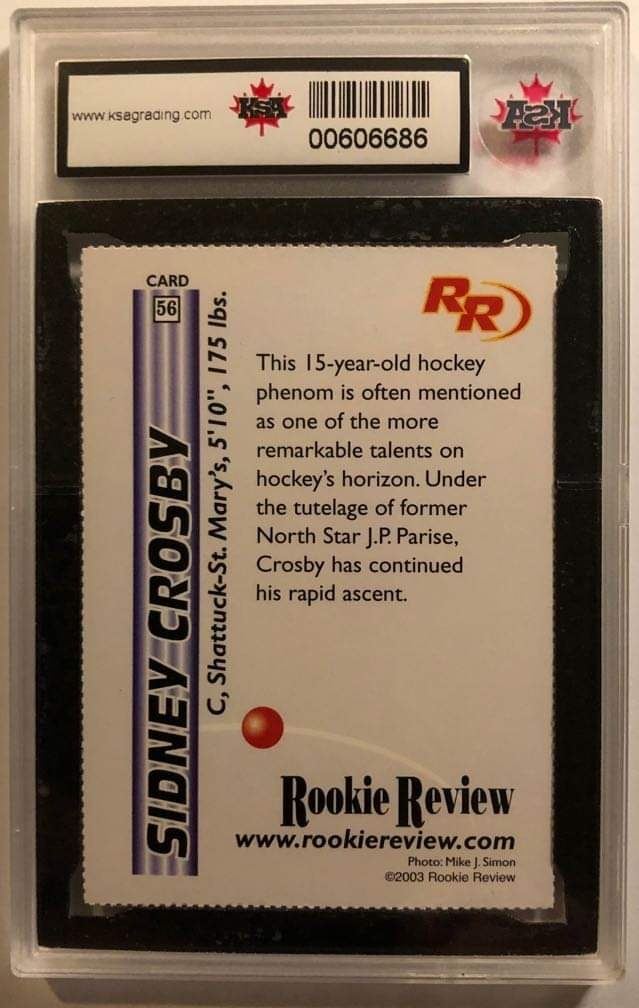 www.ksagrading.com
KSA
00606686
KSA
CARD
56
SIDNEY CROSBY
C, Shattuck-St. Mary's, 5'10", 175 lbs.
RR
This 15-year-old hockey
phenom is often mentioned
as one of the more
remarkable talents on
hockey's horizon. Under
the tutelage of former
North Star J.P. Parise,
Crosby has continued
his rapid ascent.
Rookie Review
www.rookiereview.com
Photo: Mike J. Simon
©2003 Rookie Review